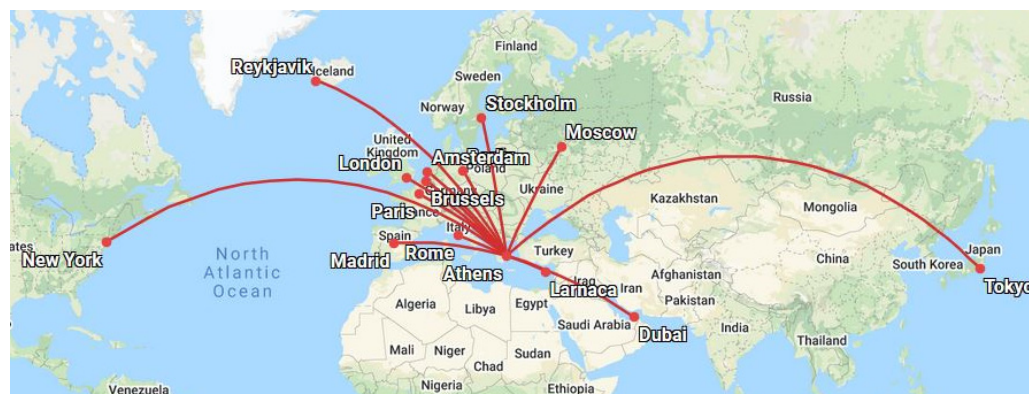 Finland
Reykjavik
Iceland
Sweden
Norway
Stockholm
Russia
Moscow
United
Kingdom
London
Amsterdam
Poland
Ukraine
Brussels
Paris
Kazakhstan
Mongolia
Italy
Spain
New York
North
Atlantic
Ocean
Madrid
Rome
Athens
Turkey
Japan
South Korea
China
Larnaca
Iran
Afghanistan
Pakistan
Tokyo
Algeria
Libya
Egypt
Saudi Arabia
Dubai
India
Thailand
Mali
Niger
Chad
Sudan
Nigeria
Ethiopia
Venezuela